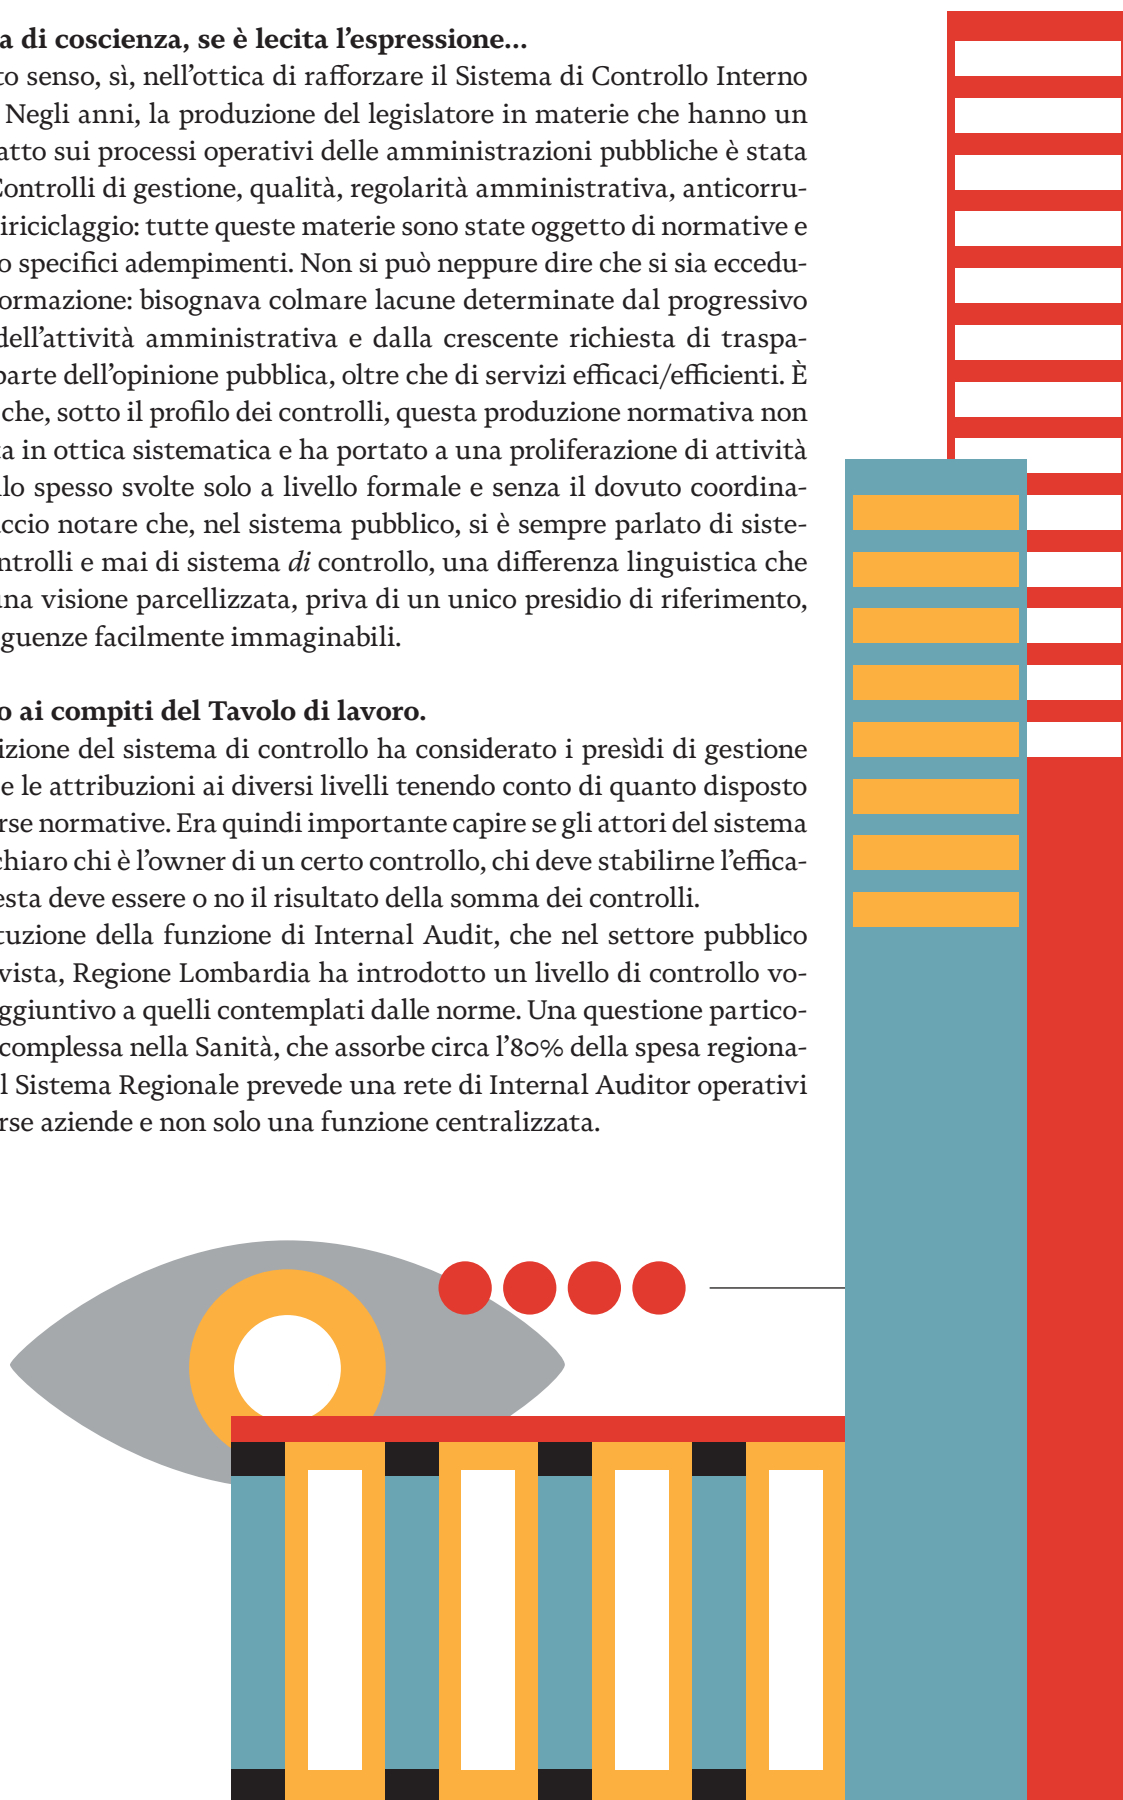 a di coscienza, se è lecita l’espressione…
to senso, sì, nell’ottica di rafforzare il Sistema di Controllo Interno
Negli anni, la produzione del legislatore in materie che hanno un
atto sui processi operativi delle amministrazioni pubbliche è stata
Controlli di gestione, qualità, regolarità amministrativa, anticorru-
iriciclaggio: tutte queste materie sono state oggetto di normative e
o specifici adempimenti. Non si può neppure dire che si sia eccedu-
ormazione: bisognava colmare lacune determinate dal progressivo
dell’attività amministrativa e dalla crescente richiesta di traspa-
parte dell’opinione pubblica, oltre che di servizi efficaci/efficienti. È
che, sotto il profilo dei controlli, questa produzione normativa non
a in ottica sistematica e ha portato a una proliferazione di attività
llo spesso svolte solo a livello formale e senza il dovuto coordina-
ccio notare che, nel sistema pubblico, si è sempre parlato di siste-
ntrolli e mai di sistema di controllo, una differenza linguistica che
una visione parcellizzata, priva di un unico presidio di riferimento,
guenze facilmente immaginabili.
o ai compiti del Tavolo di lavoro.
izione del sistema di controllo ha considerato i presìdi di gestione
e le attribuzioni ai diversi livelli tenendo conto di quanto disposto
rse normative. Era quindi importante capire se gli attori del sistema
chiaro chi è l’owner di un certo controllo, chi deve stabilirne l’effica-
esta deve essere o no il risultato della somma dei controlli.
tuzione della funzione di Internal Audit, che nel settore pubblico
vista, Regione Lombardia ha introdotto un livello di controllo vo-
ggiuntivo a quelli contemplati dalle norme. Una questione partico-
complessa nella Sanità, che assorbe circa l’80% della spesa regiona-
l Sistema Regionale prevede una rete di Internal Auditor operativi
rse aziende e non solo una funzione centralizzata.